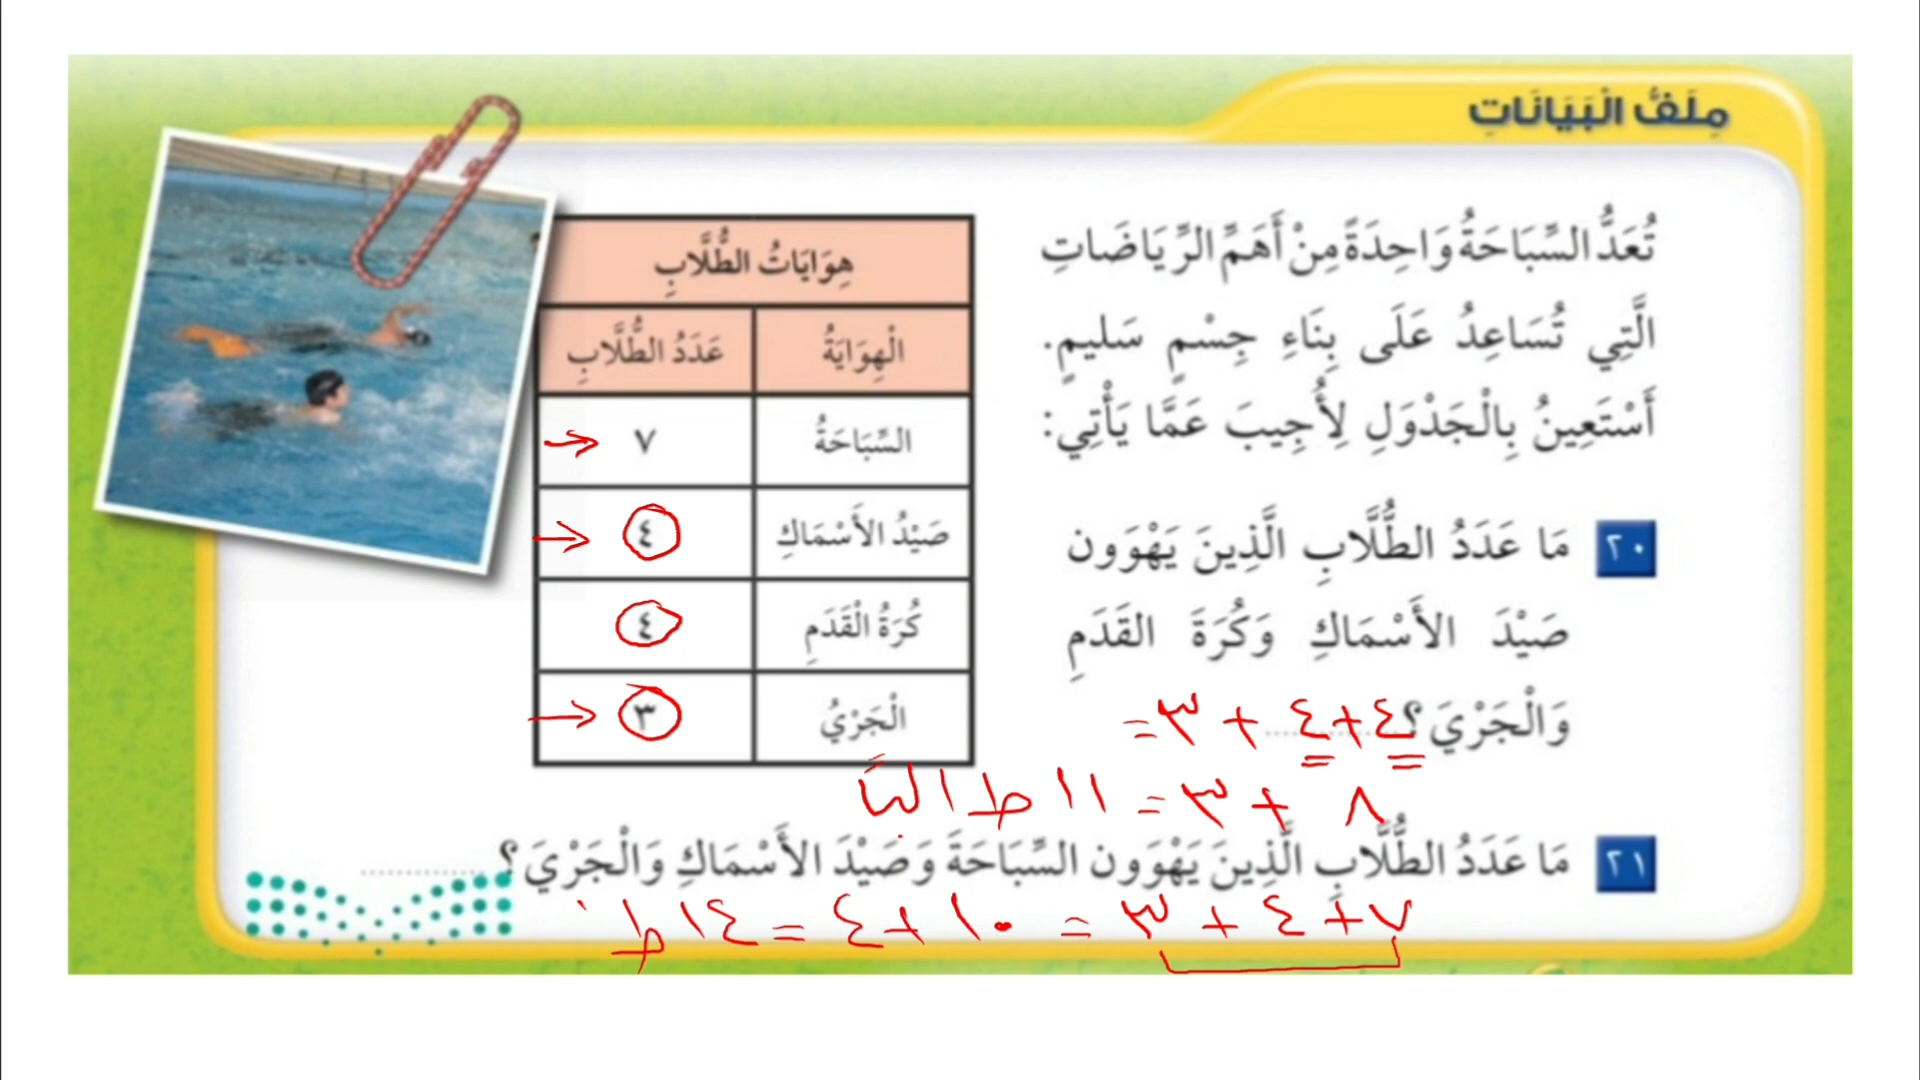 مِلَفُّ الْبَيَانَاتِ
تُعَدُّ السِّبَاحَةُ وَاحِدَةً مِنْ أَهَمِّ الرِّيَاضَاتِ
الَّتِي تُسَاعِدُ عَلَى بِنَاءِ جِسْمٍ سَلِيمٍ.
أَسْتَعِينُ بِالْجَدْوَلِ لِأُجِيبَ عَمَّا يَأْتِي:
٢٠ مَا عَدَدُ الطُّلَّابِ الَّذِينَ يَهْوَوْن
صَيْدَ الأَسْمَاكِ وَكُرَةَ القَدَمِ
وَالْجَرْيَ؟ ٤+٤+٣=
٨ + ٣ = ١١ طالبًا
هِوَايَاتُ الطُّلَّابِ
الْهِوَايَةُ عَدَدُ الطُّلَّابِ
السِّبَاحَةُ ٧
صَيْدُ الأَسْمَاكِ ٤
كُرَةُ الْقَدَمِ ٤
الْجَرْيُ ٣
٢١ مَا عَدَدُ الطُّلَّابِ الَّذِينَ يَهْوَوْن السِّبَاحَةَ وَصَيْدَ الأَسْمَاكِ وَالْجَرْيَ؟
٧+٤+٣ = ١٠+٤ = ١٤ ط